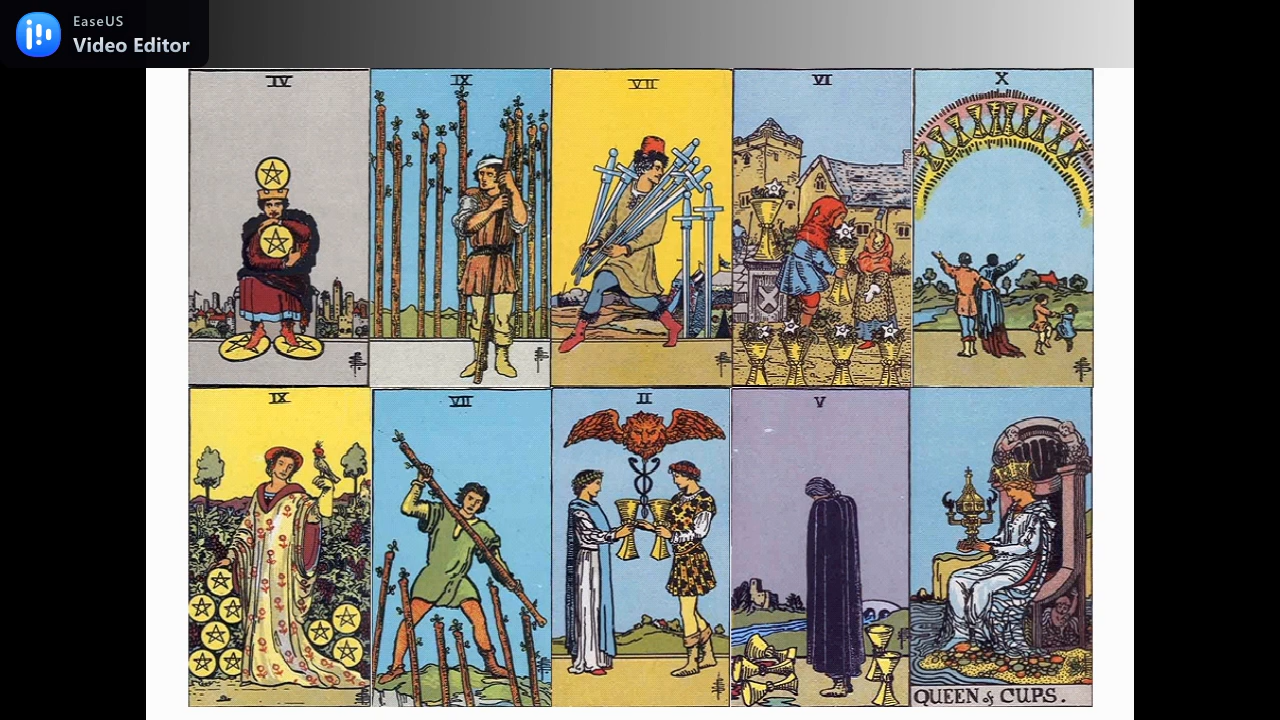 EaseUS
Video Editor
IV
IX
VII
VI
X
IX
VII
II
V
QUEEN of CUPS.